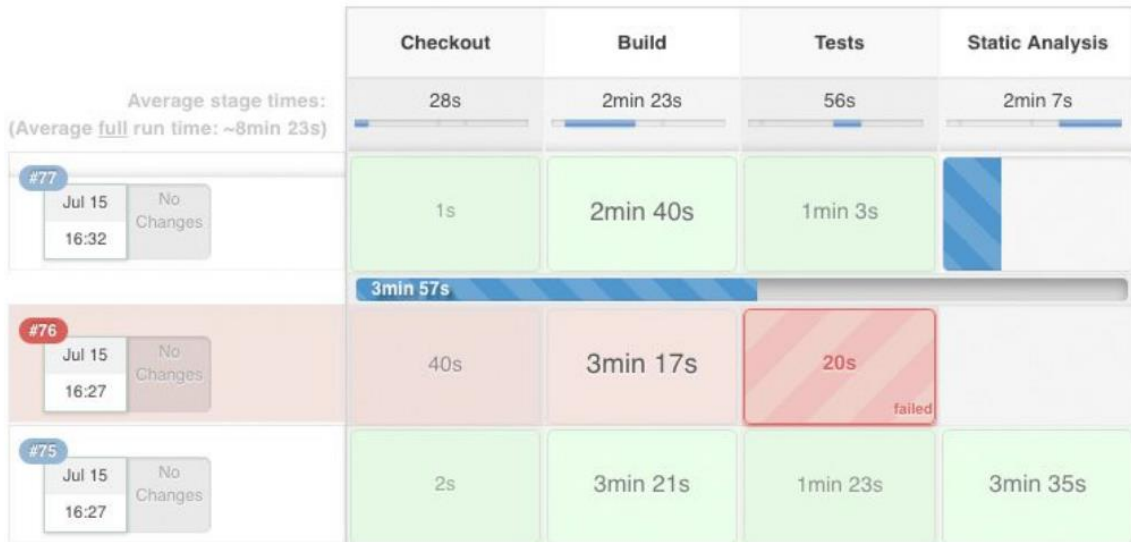 Checkout Build Tests Static Analysis
Average stage times: 28s 2min 23s 56s 2min 7s
(Average full run time: ~8min 23s)
#77
Jul 15 No
Changes
16:32
1s 2min 40s 1min 3s
3min 57s
#76
Jul 15 No
Changes
16:27
40s 3min 17s 20s
failed
#75
Jul 15 No
Changes
16:27
2s 3min 21s 1min 23s 3min 35s